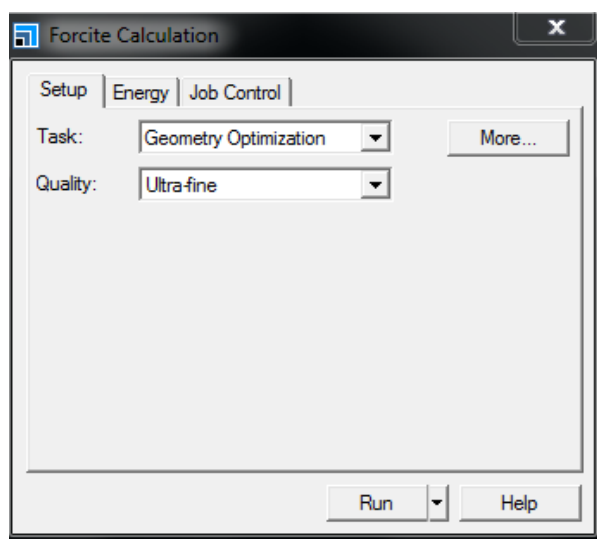 Forcite Calculation
x
Setup Energy Job Control
Task: Geometry Optimization More...
Quality: Ultra-fine
Run Help